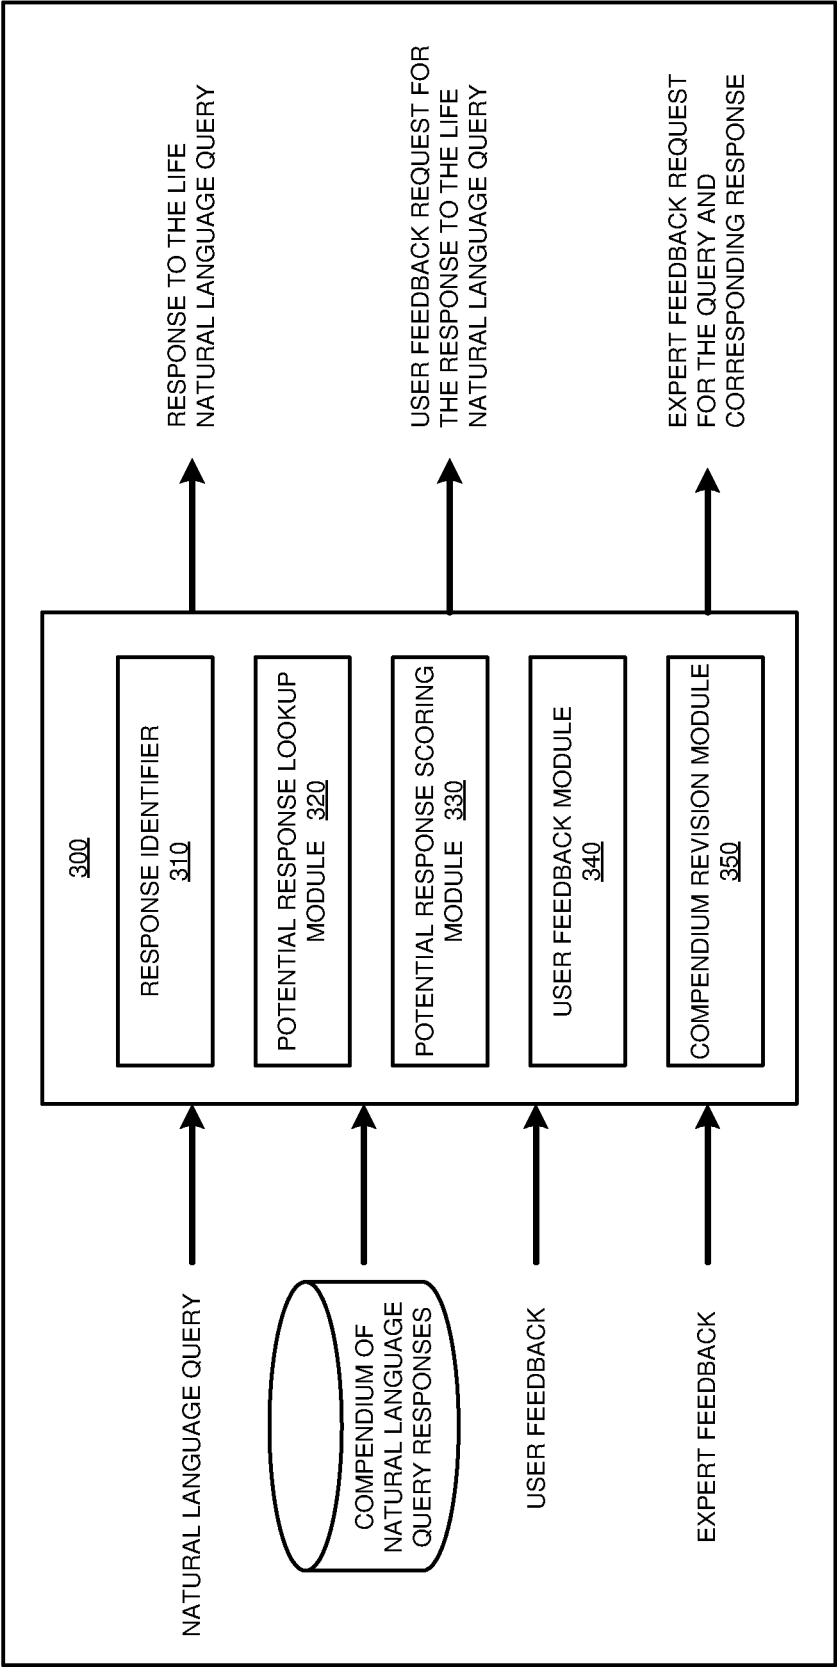 NATURAL LANGUAGE QUERY
COMPENDIUM OF
NATURAL LANGUAGE
QUERY RESPONSES
USER FEEDBACK
EXPERT FEEDBACK
300
RESPONSE IDENTIFIER
310
POTENTIAL RESPONSE LOOKUP
MODULE 320
POTENTIAL RESPONSE SCORING
MODULE 330
USER FEEDBACK MODULE
340
COMPENDIUM REVISION MODULE
350
RESPONSE TO THE LIFE
NATURAL LANGUAGE QUERY
USER FEEDBACK REQUEST FOR
THE RESPONSE TO THE LIFE
NATURAL LANGUAGE QUERY
EXPERT FEEDBACK REQUEST
FOR THE QUERY AND
CORRESPONDING RESPONSE